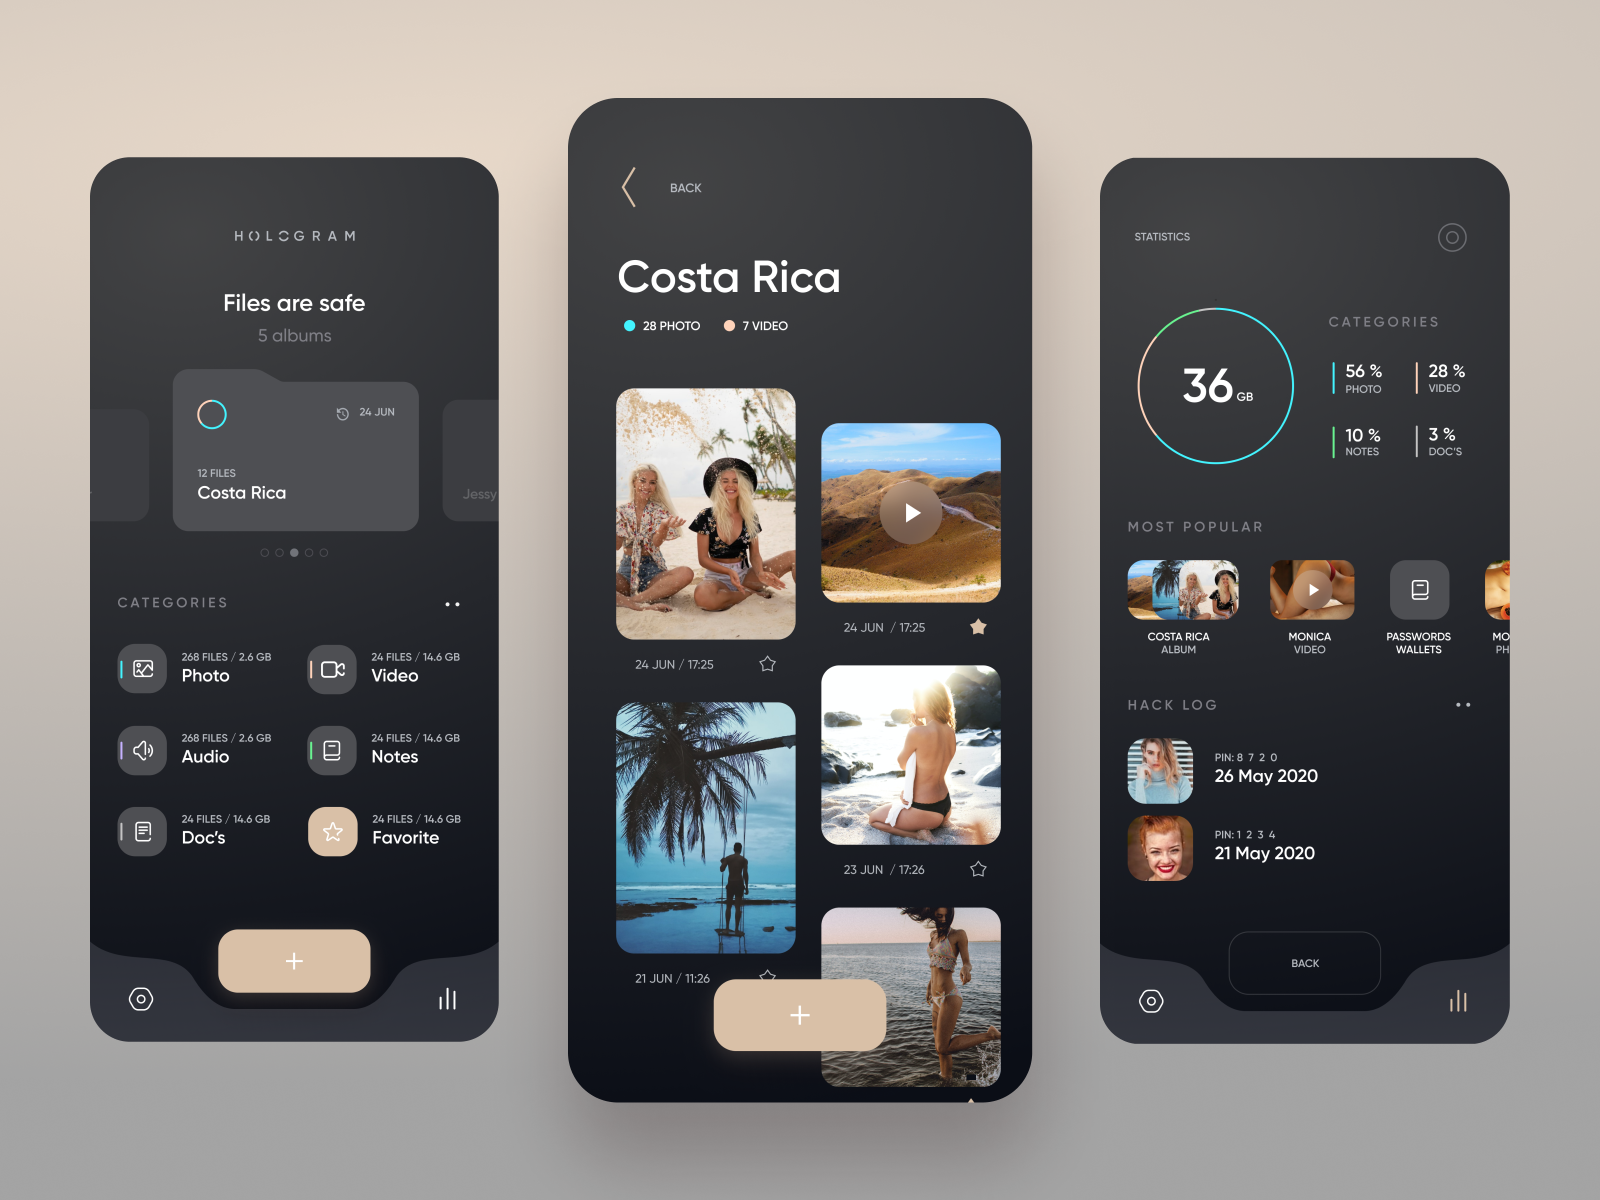 HOLOGRAM
Files are safe
5 albums
24 JUN
12 FILES
Costa Rica
Jessy
CATEGORIES
268 FILES / 2.6 GB
Photo
24 FILES / 14.6 GB
Video
268 FILES / 2.6 GB
Audio
24 FILES / 14.6 GB
Notes
24 FILES / 14.6 GB
Doc's
24 FILES / 14.6 GB
Favorite
BACK
Costa Rica
28 PHOTO
7 VIDEO
24 JUN / 17:25
24 JUN / 17:25
23 JUN / 17:26
21 JUN / 11:26
STATISTICS
36 GB
CATEGORIES
56 %
PHOTO
28 %
VIDEO
10 %
NOTES
3 %
DOC'S
MOST POPULAR
COSTA RICA
ALBUM
MONICA
VIDEO
PASSWORDS
WALLETS
MO
PH
HACK LOG
PIN: 8 7 2 0
26 May 2020
PIN: 1 2 3 4
21 May 2020
BACK